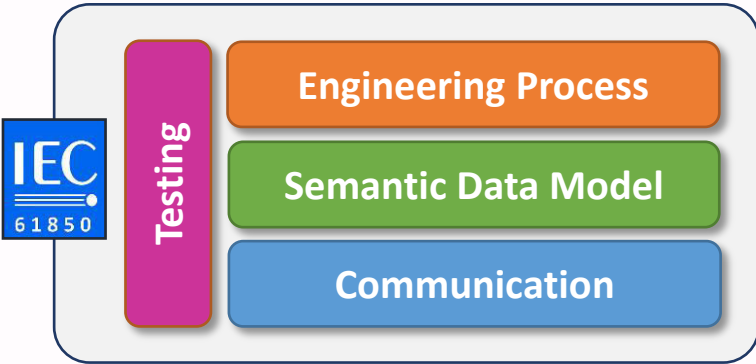 IEC
61850
Testing
Engineering Process
Semantic Data Model
Communication